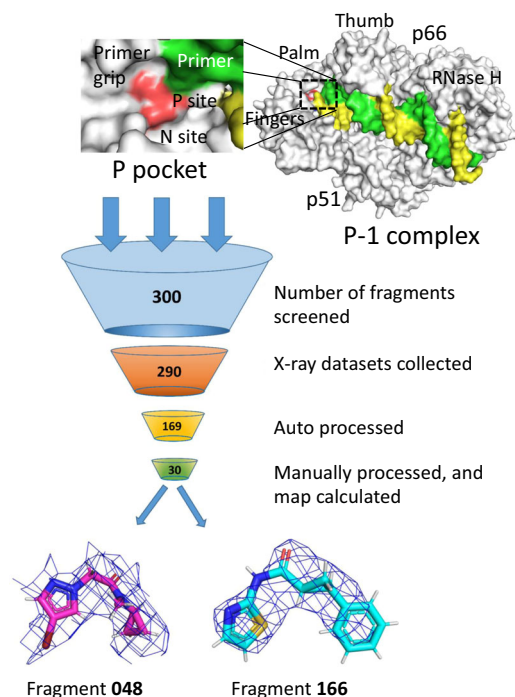 Primer
grip
Primer
P site
N site
P pocket
Thumb
Palm
p66
RNase H
Fingers
p51
P-1 complex
300
Number of fragments
screened
290
X-ray datasets collected
169
Auto processed
30
Manually processed, and
map calculated
Fragment 048
Fragment 166